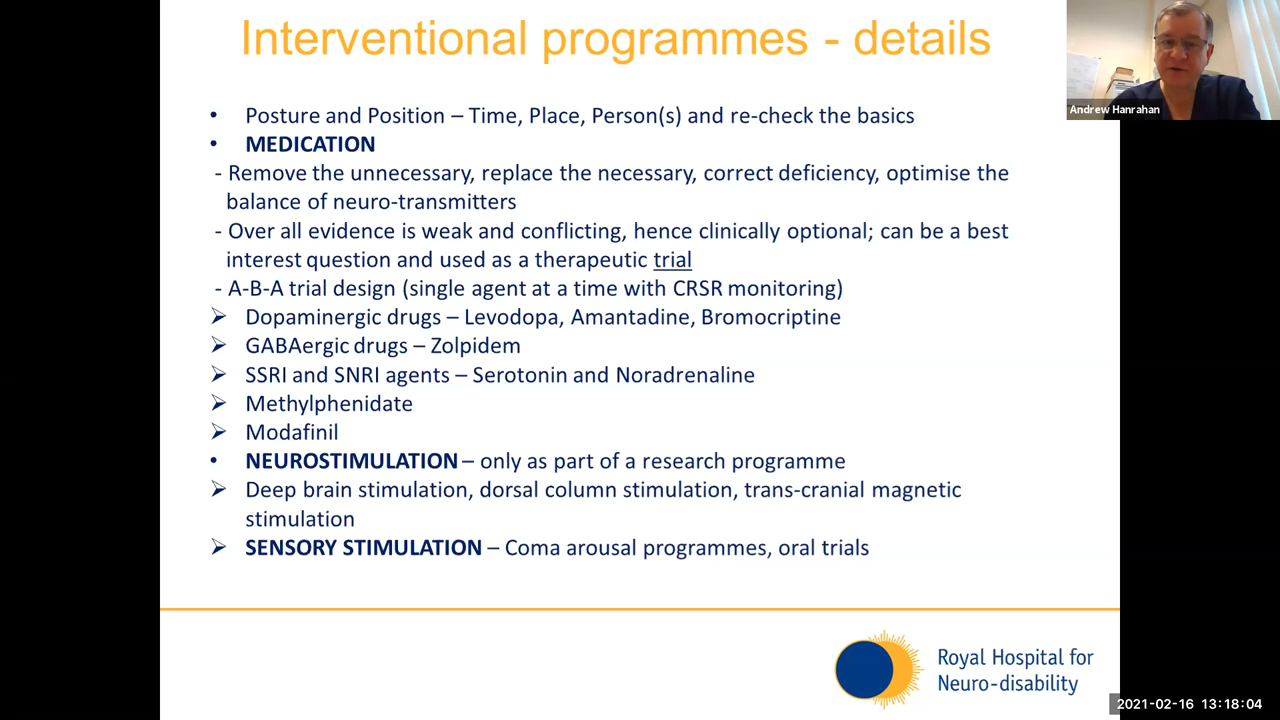 Interventional programmes - details
Andrew Hanrahan
• Posture and Position – Time, Place, Person(s) and re-check the basics
• MEDICATION
- Remove the unnecessary, replace the necessary, correct deficiency, optimise the
balance of neuro-transmitters
- Over all evidence is weak and conflicting, hence clinically optional; can be a best
interest question and used as a therapeutic trial
- A-B-A trial design (single agent at a time with CRSR monitoring)
➢ Dopaminergic drugs – Levodopa, Amantadine, Bromocriptine
➢ GABAergic drugs – Zolpidem
➢ SSRI and SNRI agents – Serotonin and Noradrenaline
➢ Methylphenidate
➢ Modafinil
• NEUROSTIMULATION – only as part of a research programme
➢ Deep brain stimulation, dorsal column stimulation, trans-cranial magnetic
stimulation
➢ SENSORY STIMULATION – Coma arousal programmes, oral trials
Royal Hospital for
Neuro-disability
2021-02-16 13:18:04